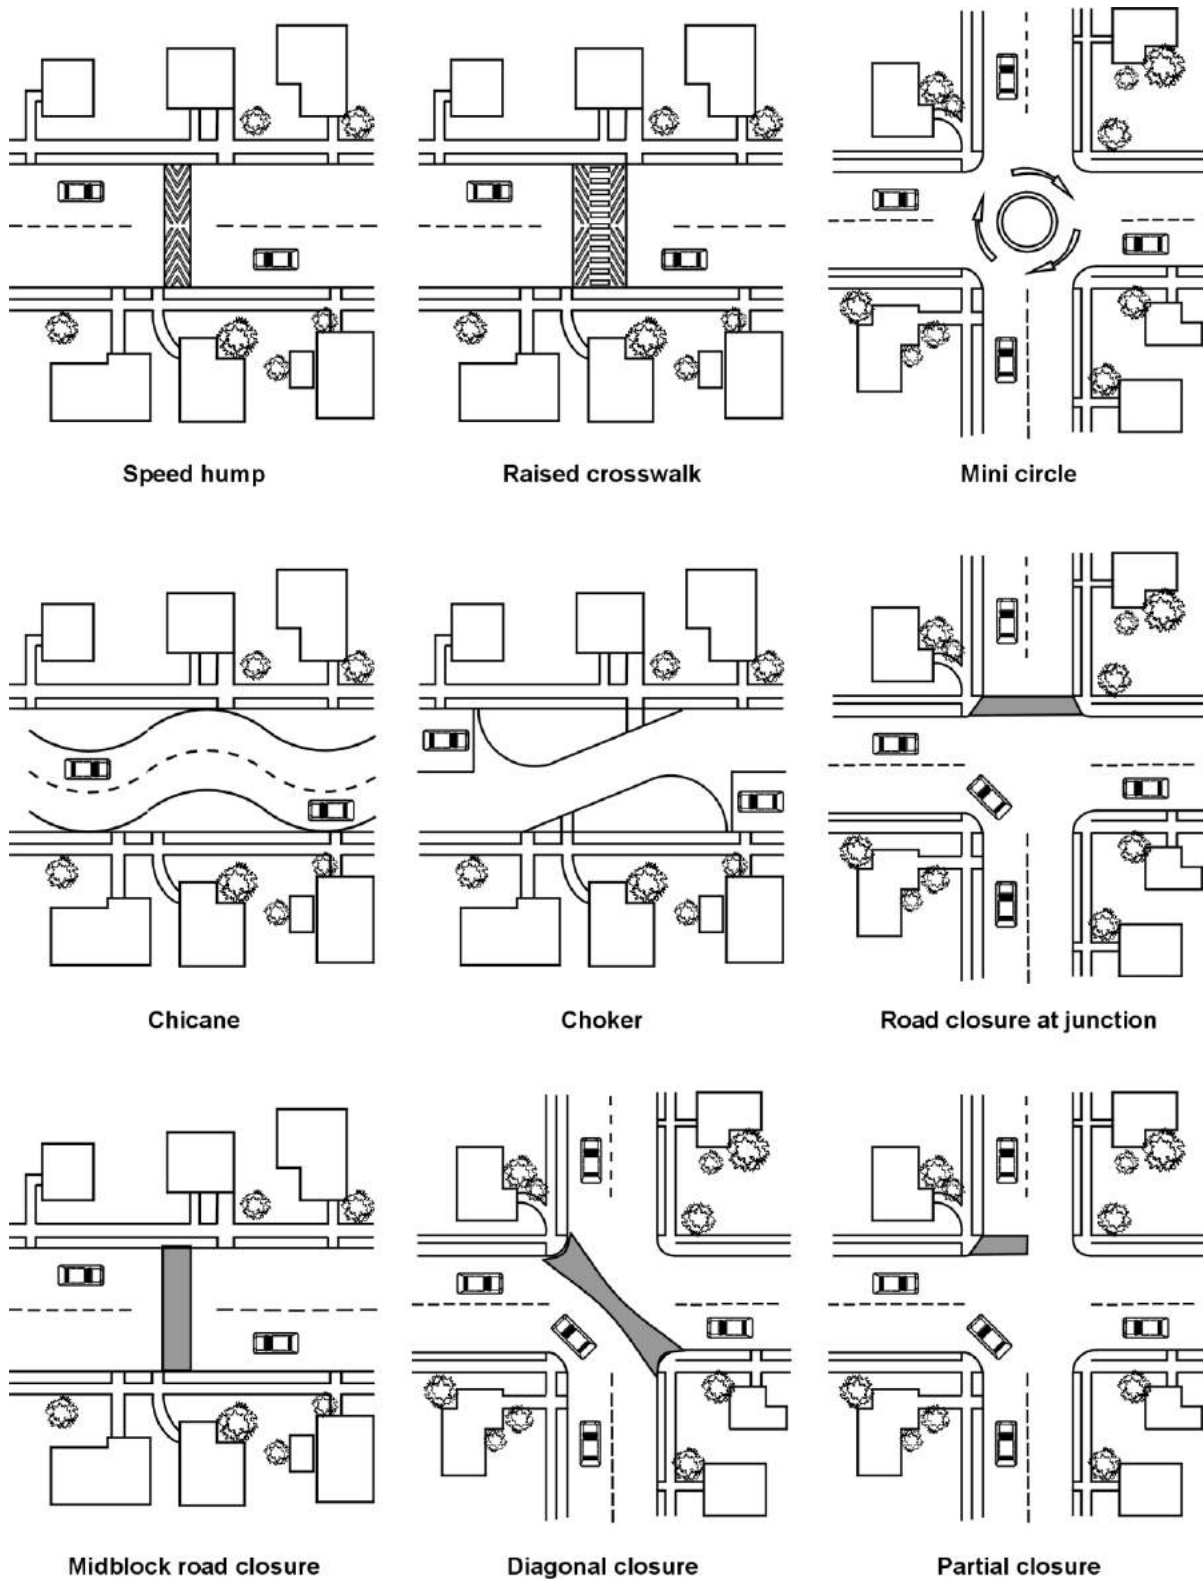 Speed hump
Raised crosswalk
Mini circle
Chicane
Choker
Road closure at junction
Midblock road closure
Diagonal closure
Partial closure